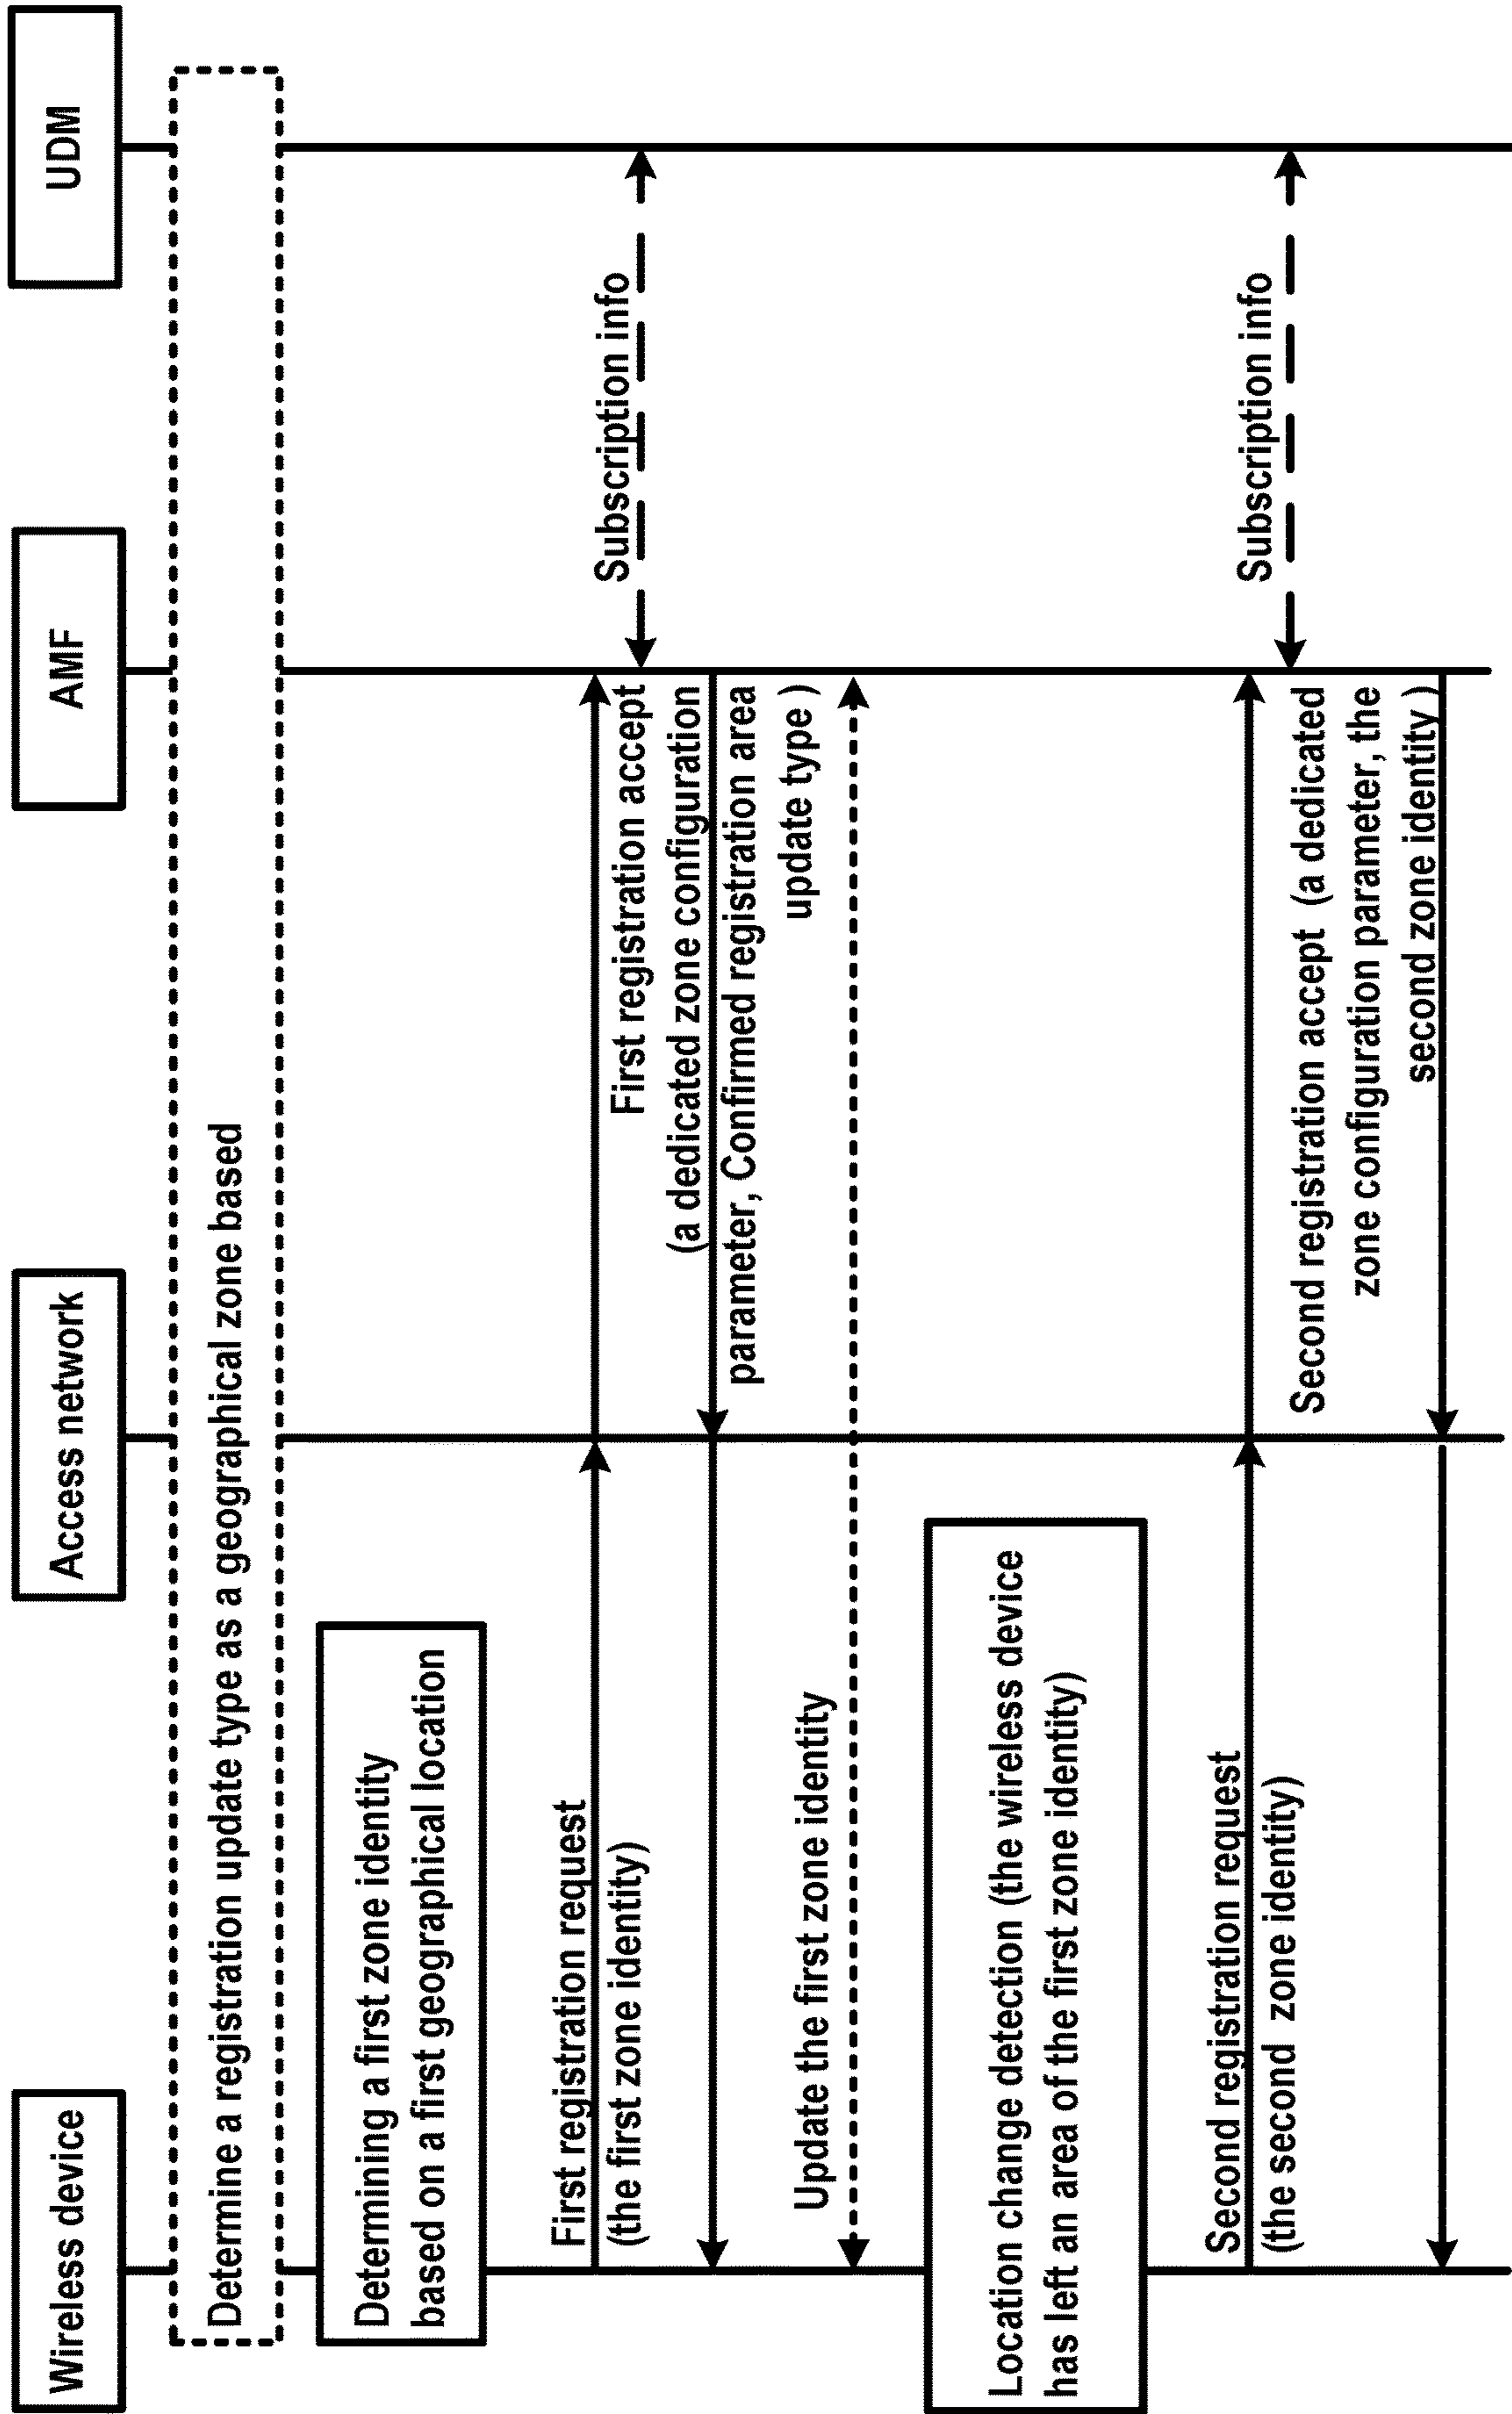 Wireless device
Access network
AMF
UDM
Determine a registration update type as a geographical zone based
Determining a first zone identity
based on a first geographical location
First registration request
(the first zone identity)
Subscription info
First registration accept
(a dedicated zone configuration
parameter, Confirmed registration area
update type )
Update the first zone identity
Location change detection (the wireless device
has left an area of the first zone identity)
Second registration request
(the second zone identity)
Subscription info
Second registration accept (a dedicated
zone configuration parameter, the
second zone identity )